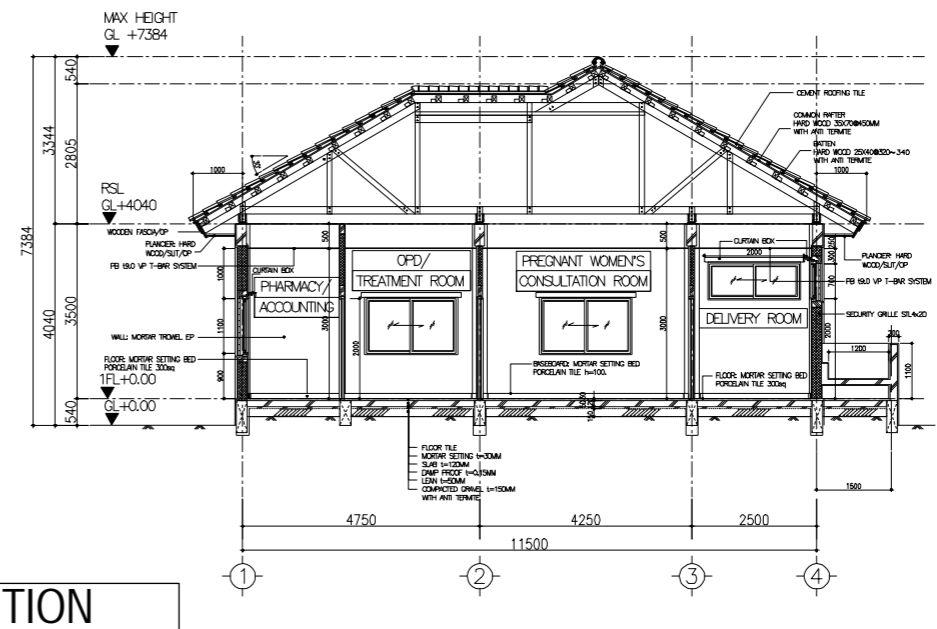 MAX HEIGHT
GL +7384
540
3344
2805
7384
4040
3500
540
RSL
GL+4040
1000
CEMENT ROOFING TILE
COMMON RAFTER
HARD WOOD 35X70@450MM
WITH ANTI TERMITE
BATTEN
HARD WOOD 25X40@320~340
WITH ANTI TERMITE
1000
WOODEN FASCIA/OP
PLANCIER: HARD
WOOD/SLIT/OP
PB t9.0 VP T-BAR SYSTEM
CURTAIN BOX
PHARMACY/
ACCOUNTING
WALL: MORTAR TROWEL EP
FLOOR: MORTAR SETTING BED
PORCELAIN TILE 300sq
1FL+0.00
GL+0.00
1000
1100
900
500
3000
OPD/
TREATMENT ROOM
2000
PREGNANT WOMEN'S
CONSULTATION ROOM
BASEBOARD: MORTAR SETTING BED
PORCELAIN TILE h=100.
500
3000
CURTAIN BOX
2000
DELIVERY ROOM
FLOOR: MORTAR SETTING BED
PORCELAIN TILE 300sq
250
500
700
2000
PLANCIER: HARD
WOOD/SLIT/OP
PB t9.0 VP T-BAR SYSTEM
SECURITY GRILLE STL4x20
200
1200
1100
1500
FLOOR TILE
MORTAR SETTING t=30MM
SLAB t=120MM
DAMP PROOF t=0.15MM
LEAN t=50MM
COMPACTED GRAVEL t=150MM
WITH ANTI TERMITE
4750
4250
2500
11500
1
2
3
4
TION